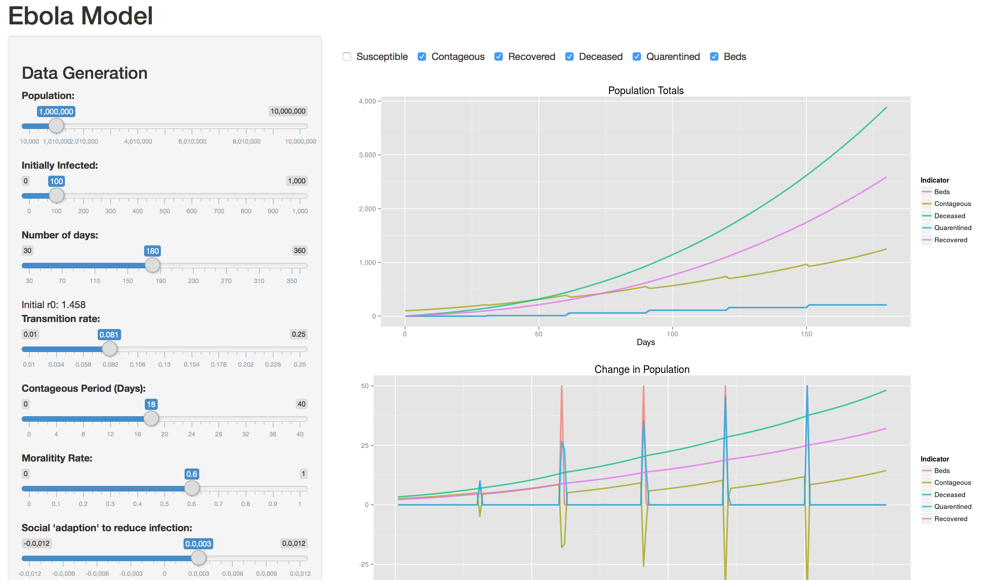 Ebola Model
Data Generation
Population:
1,000,000 10,000,000
10,000 1,010,000 2,010,000 4,010,000 6,010,000 8,010,000 10,000,000
Initially Infected:
0 100 1,000
0 100 200 300 400 500 600 700 800 900 1,000
Number of days:
30 180 360
30 70 110 150 190 230 270 310 350
Initial r0: 1.458
Transmition rate:
0.01 0.081 0.25
0.01 0.034 0.058 0.082 0.106 0.13 0.154 0.178 0.202 0.226 0.25
Contageous Period (Days):
0 18 40
0 4 8 12 16 20 24 28 32 36 40
Moralitity Rate:
0 0.6 1
0 0.1 0.2 0.3 0.4 0.5 0.6 0.7 0.8 0.9 1
Social 'adaption' to reduce infection:
-0.0,012 0.0,003 0.0,012
-0.0,012 -0.0,009 -0.0,006 -0.0,003 0 0.0,003 0.0,006 0.0,009 0.0,012
Susceptible Contageous Recovered Deceased Quarentined Beds
Population Totals
4,000
3,000
2,000
1,000
0
0 50 100 150
Days
Indicator
Beds
Contageous
Deceased
Quarentined
Recovered
Change in Population
50
25
0
-25
Indicator
Beds
Contageous
Deceased
Quarentined
Recovered